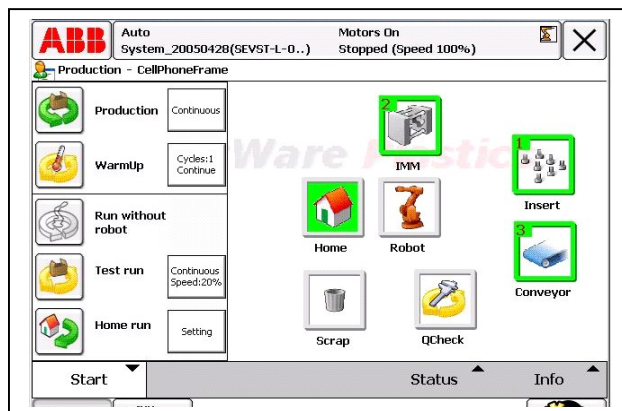 ABB
Auto
System_20050428(SEVST-L-0..)
Motors On
Stopped (Speed 100%)
Production - CellPhoneFrame
Production
Continuous
WarmUp
Cycles:1
Continue
Run without
robot
Test run
Continuous
Speed:20%
Home run
Setting
Ware Plastics
2
IMM
1
Insert
Home
Robot
3
Conveyor
Scrap
QCheck
Start
Status
Info